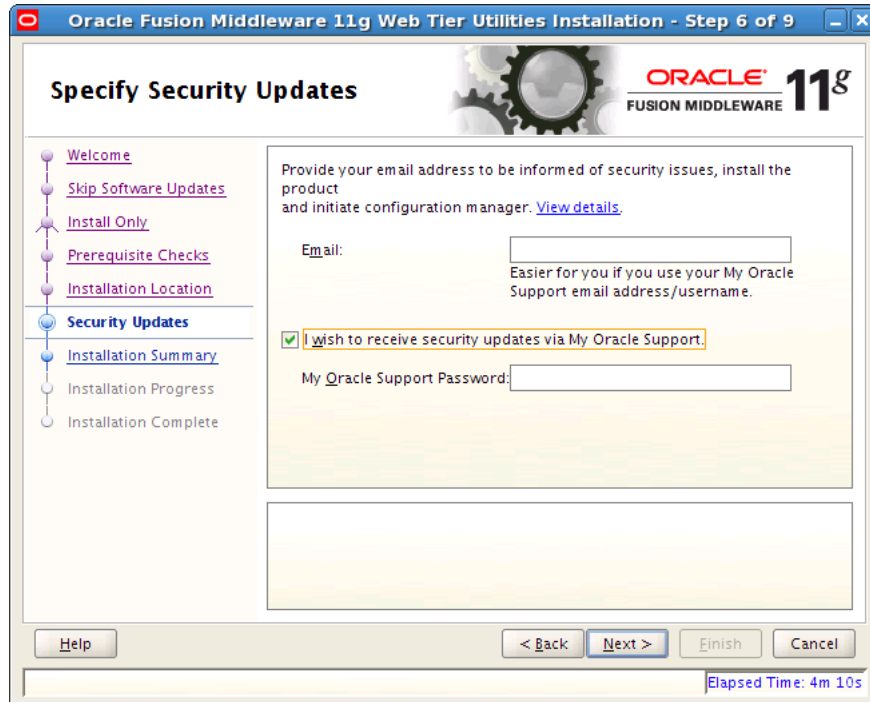 Oracle Fusion Middleware 11g Web Tier Utilities Installation - Step 6 of 9
Specify Security Updates
ORACLE
FUSION MIDDLEWARE 11g
Welcome
Skip Software Updates
Install Only
Prerequisite Checks
Installation Location
Security Updates
Installation Summary
Installation Progress
Installation Complete
Provide your email address to be informed of security issues, install the
product
and initiate configuration manager. View details.
Email:
Easier for you if you use your My Oracle
Support email address/username.
I wish to receive security updates via My Oracle Support.
My Oracle Support Password:
Help
< Back
Next >
Finish
Cancel
Elapsed Time: 4m 10s